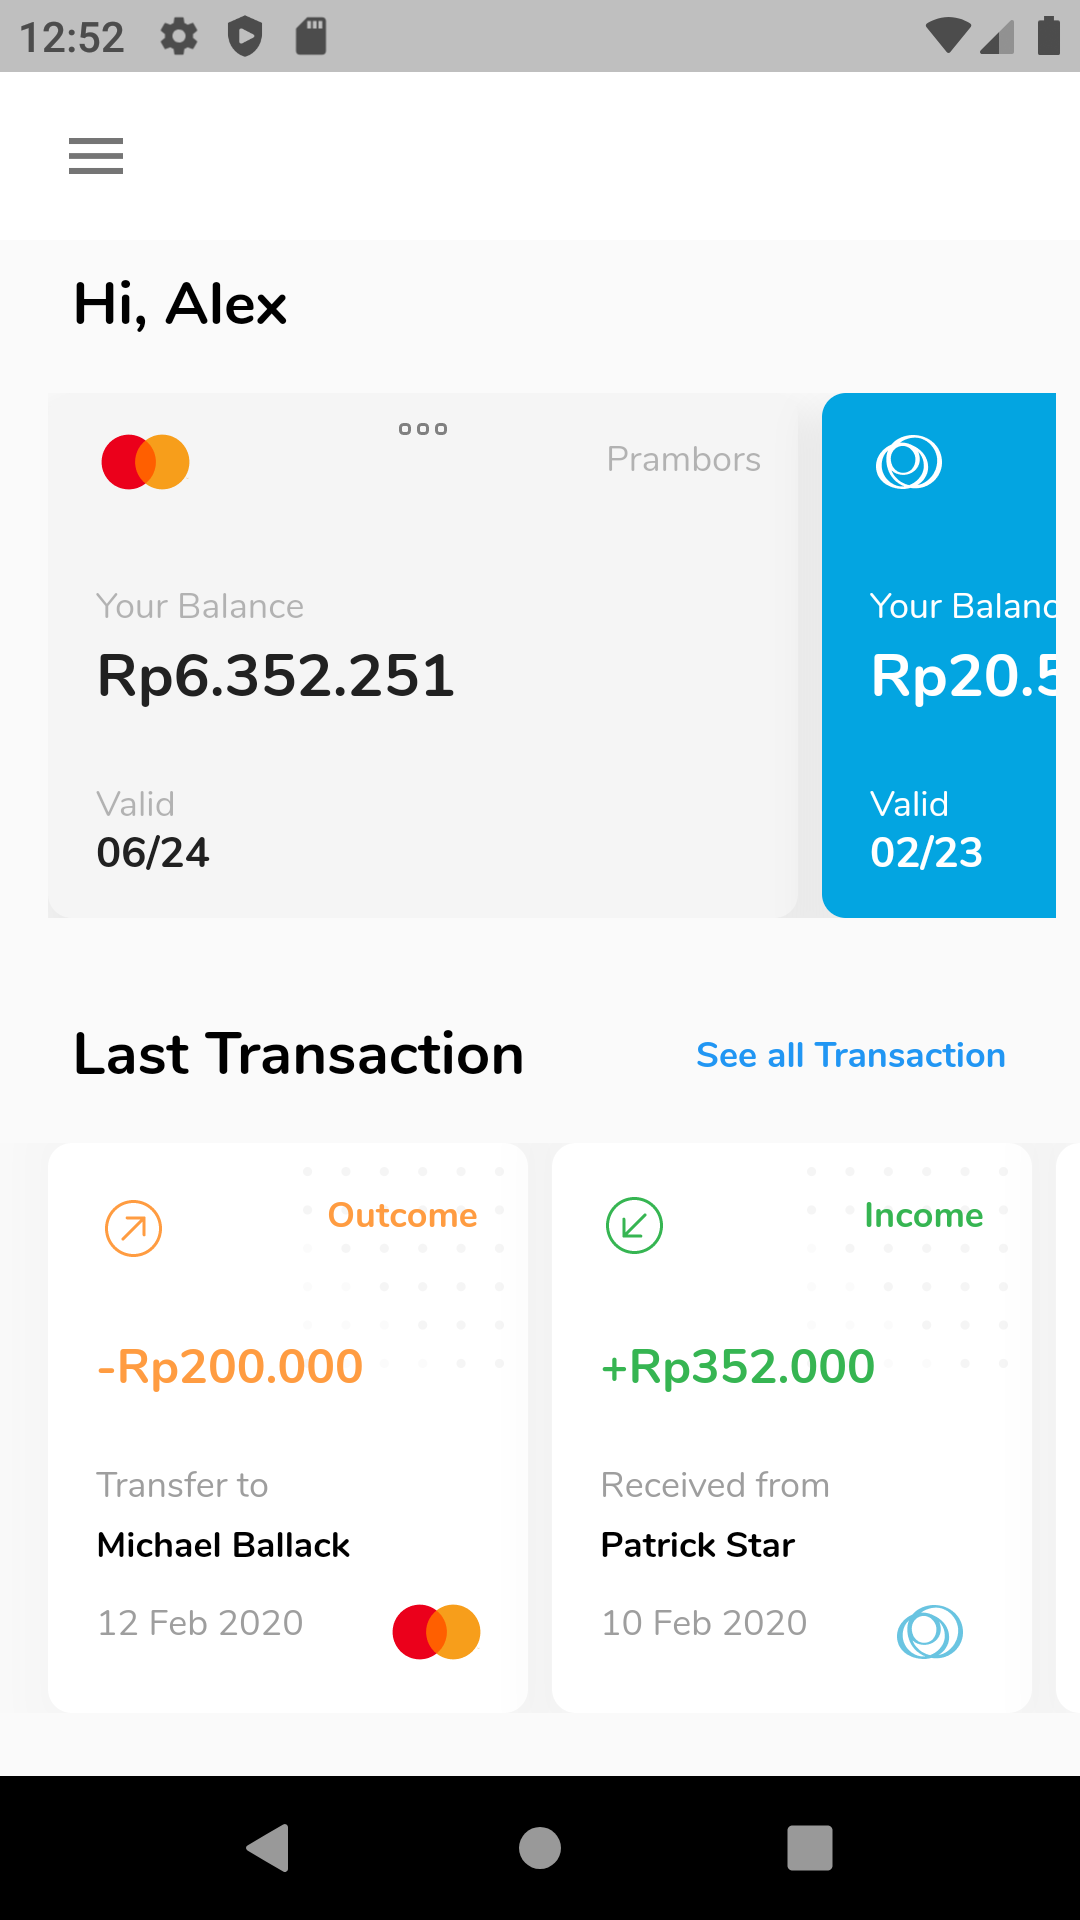 12:52
Hi, Alex
Prambors
Your Balance
Rp6.352.251
Valid
06/24
Your Balanc
Rp20.5
Valid
02/23
Last Transaction
See all Transaction
Outcome
-Rp200.000
Transfer to
Michael Ballack
12 Feb 2020
Income
+Rp352.000
Received from
Patrick Star
10 Feb 2020